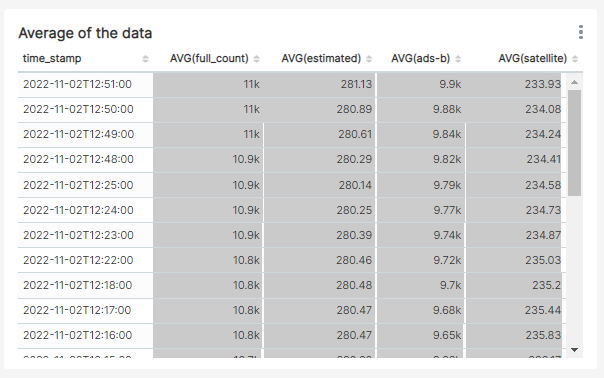 Average of the data
time_stamp AVG(full_count) AVG(estimated) AVG(ads-b) AVG(satellite)
2022-11-02T12:51:00 11k 281.13 9.9k 233.93
2022-11-02T12:50:00 11k 280.89 9.88k 234.08
2022-11-02T12:49:00 11k 280.61 9.84k 234.24
2022-11-02T12:48:00 10.9k 280.29 9.82k 234.41
2022-11-02T12:25:00 10.9k 280.14 9.79k 234.58
2022-11-02T12:24:00 10.9k 280.25 9.77k 234.73
2022-11-02T12:23:00 10.9k 280.39 9.74k 234.87
2022-11-02T12:22:00 10.8k 280.46 9.72k 235.03
2022-11-02T12:18:00 10.8k 280.48 9.7k 235.2
2022-11-02T12:17:00 10.8k 280.47 9.68k 235.44
2022-11-02T12:16:00 10.8k 280.47 9.65k 235.83